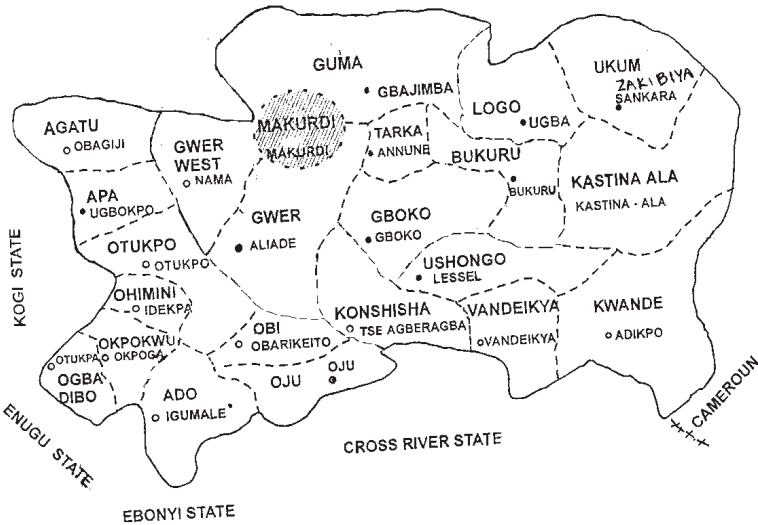 GUMA
GBAJIMBA
UKUM
ZAKIBIYA
SANKARA
LOGO
UGBA
AGATU
OBAGIJI
MAKURDI
MAKURDI
GWER
WEST
NAMA
TARKA
ANNUNE
BUKURU
BUKURU
KASTINA ALA
KASTINA - ALA
APA
UGBOKPO
GWER
ALIADE
GBOKO
GBOKO
OTUKPO
OTUKPO
USHONGO
LESSEL
KOGI STATE
OHIMINI
IDEKPA
OBI
OBARIKEITO
KONSHISHA
TSE AGBERAGBA
VANDEIKYA
VANDEIKYA
KWANDE
ADIKPO
OKPOKWU
OTUKPA
OKPOGA
OGBA
DIBO
ADO
IGUMALE
OJU
OJU
CAMEROUN
ENUGU STATE
CROSS RIVER STATE
EBONYI STATE